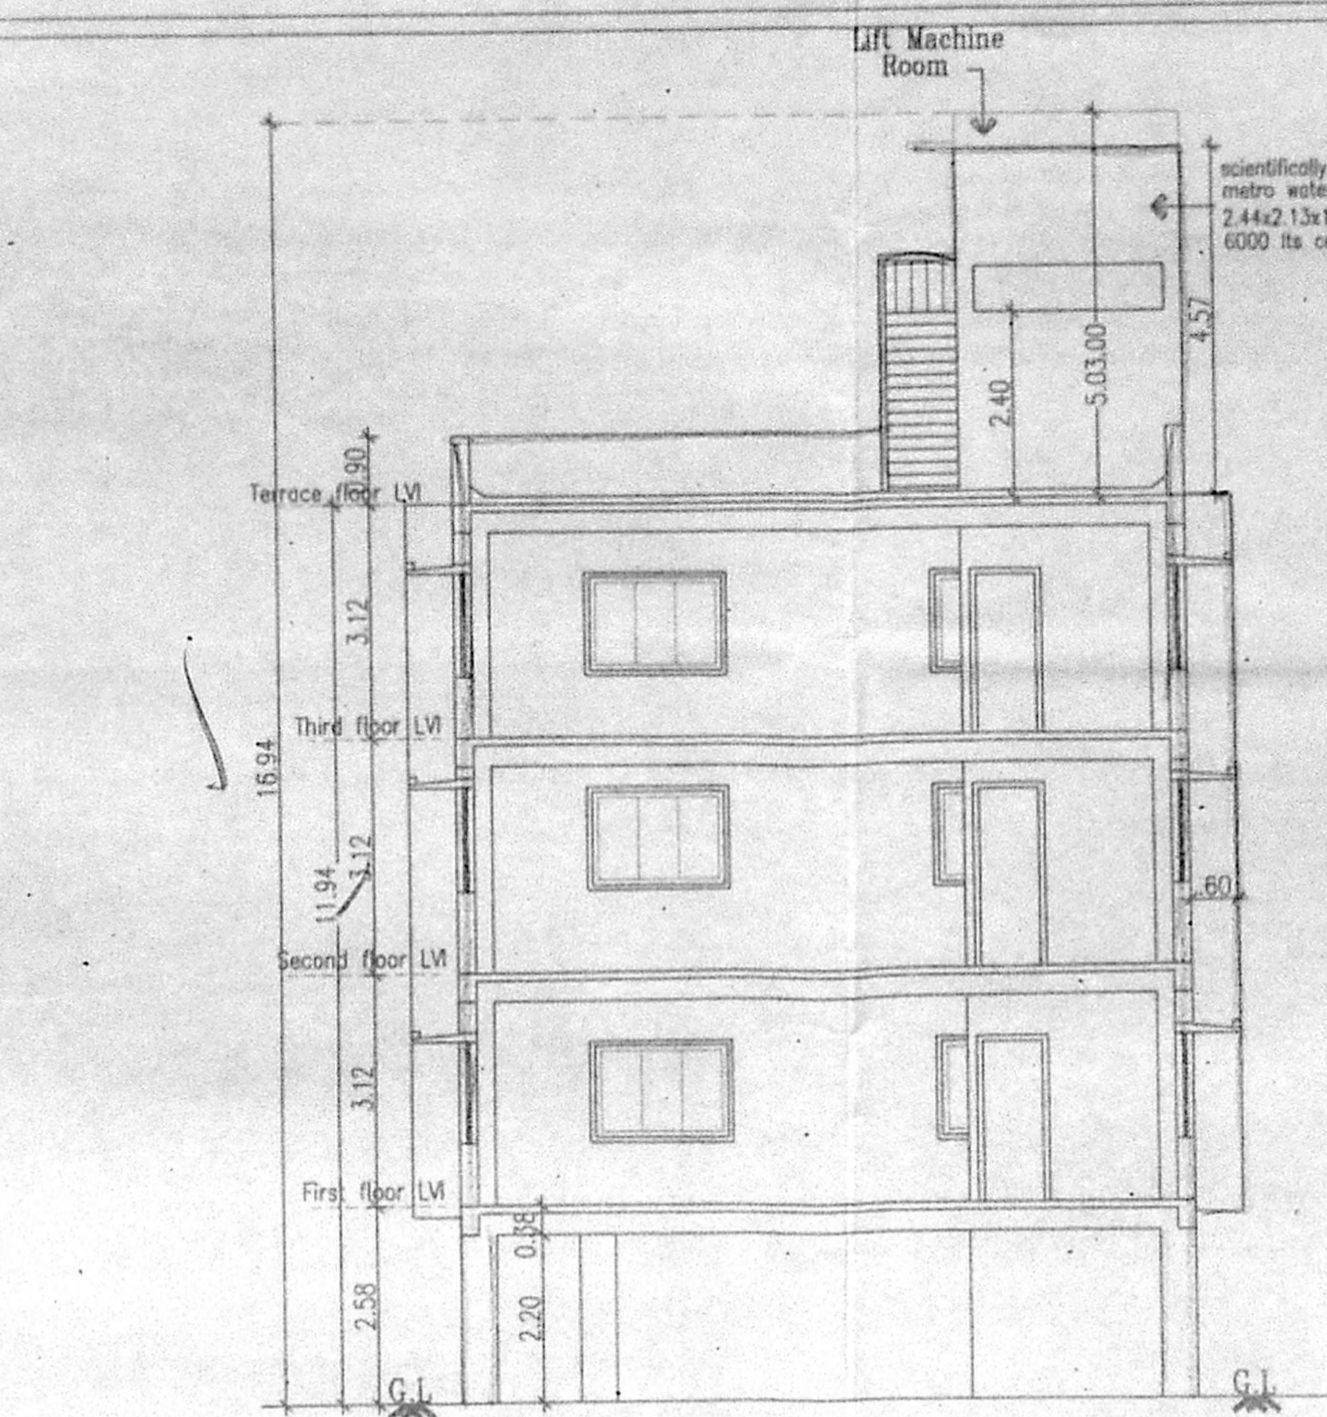 Lift Machine
Room
scientifically
metro wate
2.44x2.13x1
6000 lts c
4.57
5.03.00
2.40
0.90
Terrace floor LVl
3.12
Third floor LVl
16.94
3.12
11.94
.60
Second floor LVl
3.12
First floor LVl
0.38
2.58
2.20
G.L
G.L